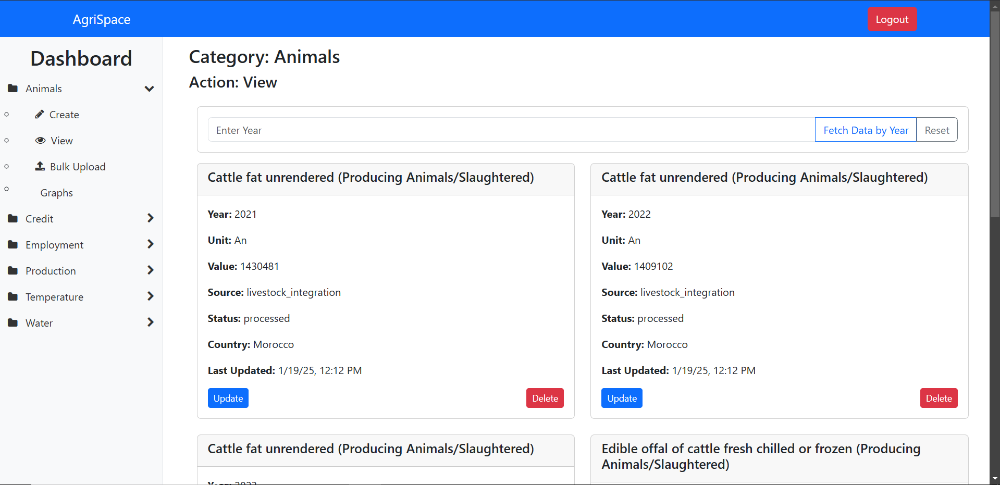 AgriSpace
Logout
Dashboard
Animals
Create
View
Bulk Upload
Graphs
Credit
Employment
Production
Temperature
Water
Category: Animals
Action: View
Enter Year
Fetch Data by Year
Reset
Cattle fat unrendered (Producing Animals/Slaughtered)
Year: 2021
Unit: An
Value: 1430481
Source: livestock_integration
Status: processed
Country: Morocco
Last Updated: 1/19/25, 12:12 PM
Update
Delete
Cattle fat unrendered (Producing Animals/Slaughtered)
Year: 2022
Unit: An
Value: 1409102
Source: livestock_integration
Status: processed
Country: Morocco
Last Updated: 1/19/25, 12:12 PM
Update
Delete
Cattle fat unrendered (Producing Animals/Slaughtered)
Year: 2023
Edible offal of cattle fresh chilled or frozen (Producing
Animals/Slaughtered)